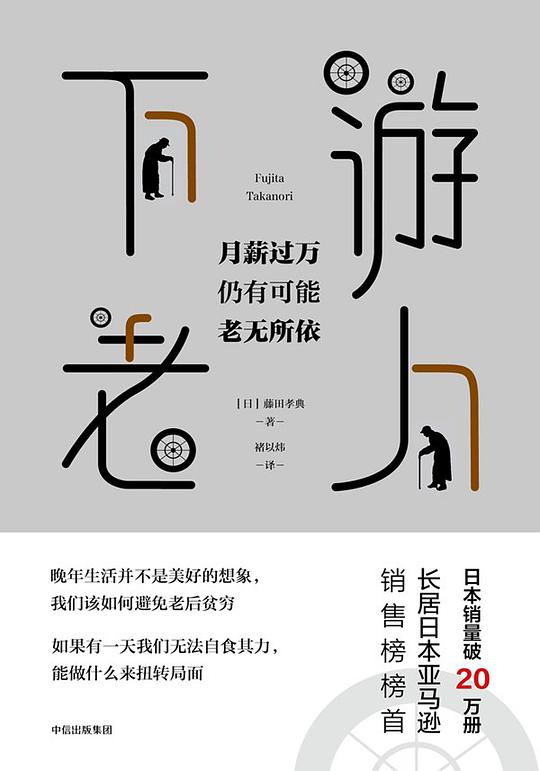 下游
老人
Fujita
Takanori
月薪过万
仍有可能
老无所依
[日] 藤田孝典
—著—
褚以炜
—译—
晚年生活并不是美好的想象，
我们该如何避免老后贫穷
如果有一天我们无法自食其力，
能做什么来扭转局面
日本销量破20万册
长居日本亚马逊
销售榜榜首
中信出版集团